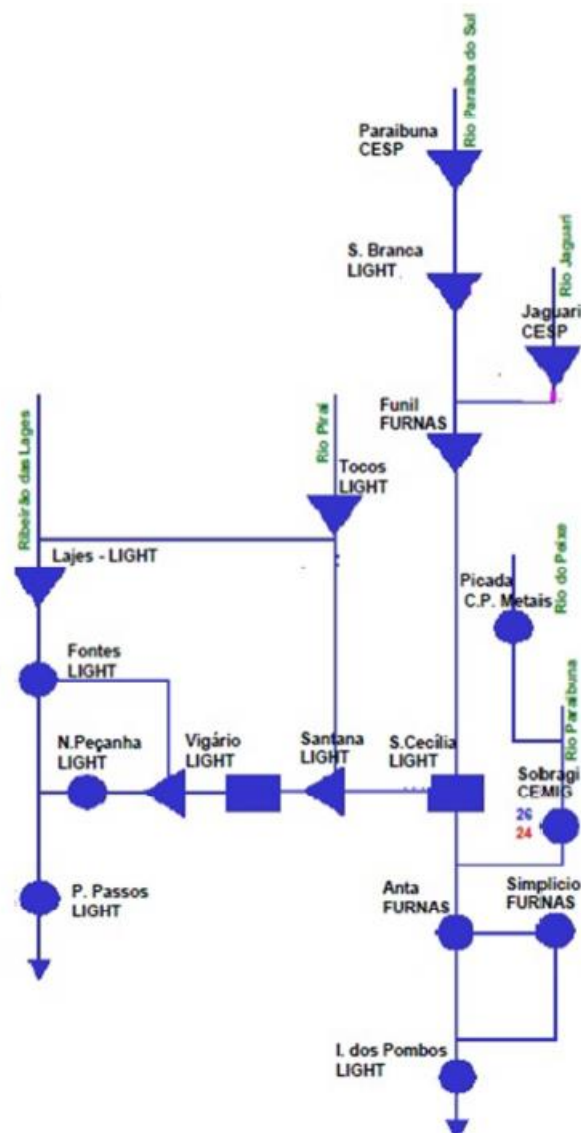 Rio Paraíba do Sul
Paraibuna
CESP
S. Branca
LIGHT
Rio Jaguari
Jaguari
CESP
Funil
FURNAS
Ribeirão das Lages
Rio Piraí
Tocos
LIGHT
Lajes - LIGHT
Rio do Peixe
Picada
C.P. Metais
Fontes
LIGHT
Rio Paraibuna
N.Peçanha
LIGHT
Vigário
LIGHT
Santana
LIGHT
S.Cecília
LIGHT
Sobragi
CEMIG
26
24
P. Passos
LIGHT
Anta
FURNAS
Simplício
FURNAS
I. dos Pombos
LIGHT